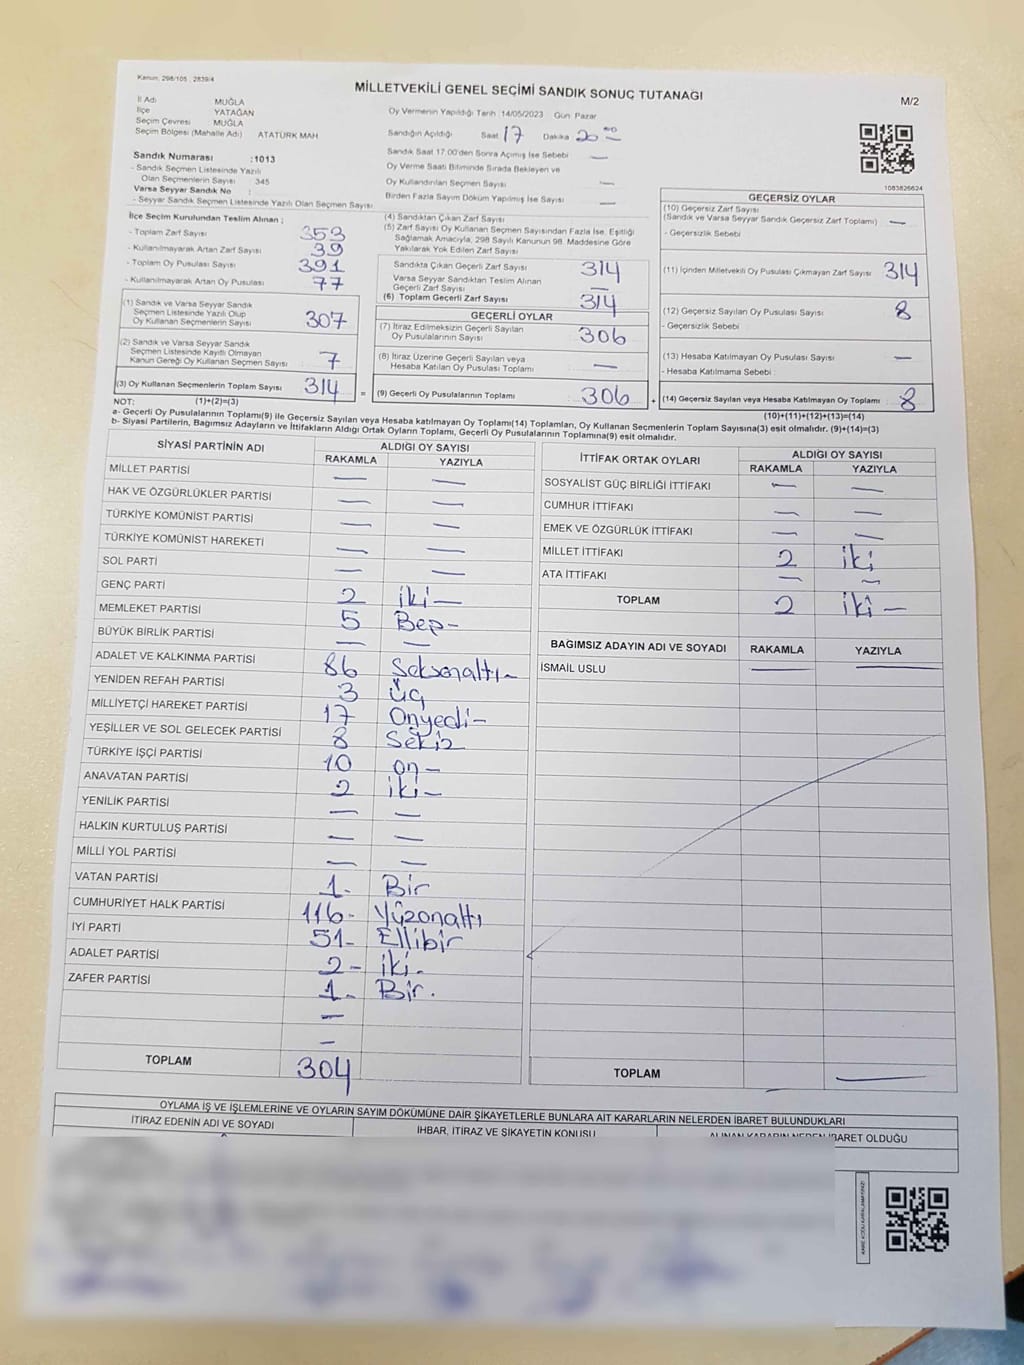 Kanun, 298/105 , 2839/4
MİLLETVEKİLİ GENEL SEÇİMİ SANDIK SONUÇ TUTANAĞI
M/2
İl Adı MUĞLA
İlçe YATAĞAN
Seçim Çevresi MUĞLA
Seçim Bölgesi (Mahalle Adı) ATATÜRK MAH
Sandık Numarası :1013
- Sandık Seçmen Listesinde Yazılı
Olan Seçmenlerin Sayısı : 345
Varsa Seyyar Sandık No :
- Seyyar Sandık Seçmen Listesinde Yazılı Olan Seçmen Sayısı:
Oy Vermenin Yapıldığı Tarih :14/05/2023 Gün: Pazar
Sandığın Açıldığı Saat 17 Dakika 20
Sandık Saat 17:00'den Sonra Açımış İse Sebebi —
Oy Verme Saati Bitiminde Sırada Bekleyen ve
Oy Kullandırılan Seçmen Sayısı —
Birden Fazla Sayım Döküm Yapılmış İse Sayısı —
1083826624
İlçe Seçim Kurulundan Teslim Alınan ;
- Toplam Zarf Sayısı 353
- Kullanılmayarak Artan Zarf Sayısı 39
- Toplam Oy Pusulası Sayısı 391
- Kullanılmayarak Artan Oy Pusulası 77
(4) Sandıktan Çıkan Zarf Sayısı
(5) Zarf Sayısı Oy Kullanan Seçmen Sayısından Fazla İse, Eşitliği
Sağlamak Amacıyla, 298 Sayılı Kanunun 98. Maddesine Göre
Yakılarak Yok Edilen Zarf Sayısı
Sandıkta Çıkan Geçerli Zarf Sayısı 314
Varsa Seyyar Sandıktan Teslim Alınan
Geçerli Zarf Sayısı —
(6) Toplam Geçerli Zarf Sayısı 314
GEÇERSİZ OYLAR
(10) Geçersiz Zarf Sayısı
(Sandık ve Varsa Seyyar Sandık Geçersiz Zarf Toplamı) —
- Geçersizlik Sebebi
(11) İçinden Milletvekili Oy Pusulası Çıkmayan Zarf Sayısı 314
(12) Geçersiz Sayılan Oy Pusulası Sayısı 8
- Geçersizlik Sebebi
(13) Hesaba Katılmayan Oy Pusulası Sayısı —
- Hesaba Katılmama Sebebi :
(14) Geçersiz Sayılan veya Hesaba Katılmayan Oy Toplamı : 8
(1) Sandık ve Varsa Seyyar Sandık
Seçmen Listesinde Yazılı Olup
Oy Kullanan Seçmenlerin Sayısı 307
(2) Sandık ve Varsa Seyyar Sandık
Seçmen Listesinde Kayıtlı Olmayan
Kanun Gereği Oy Kullanan Seçmen Sayısı 7
(3) Oy Kullanan Seçmenlerin Toplam Sayısı 314 =
GEÇERLİ OYLAR
(7) İtiraz Edilmeksizin Geçerli Sayılan
Oy Pusulalarının Sayısı 306
(8) İtiraz Üzerine Geçerli Sayılan veya
Hesaba Katılan Oy Pusulası Toplamı —
(9) Geçerli Oy Pusulalarının Toplamı 306 +
NOT: (1)+(2)=(3)
(10)+(11)+(12)+(13)=(14)
a- Geçerli Oy Pusulalarının Toplamı(9) ile Geçersiz Sayılan veya Hesaba katılmayan Oy Toplamı(14) Toplamları, Oy Kullanan Seçmenlerin Toplam Sayısına(3) eşit olmalıdır. (9)+(14)=(3)
b- Siyasi Partilerin, Bağımsız Adayların ve İttifakların Aldığı Ortak Oyların Toplamı, Geçerli Oy Pusulalarının Toplamına(9) esit olmalıdır.
SİYASİ PARTİNİN ADI ALDIĞI OY SAYISI
RAKAMLA YAZIYLA
MİLLET PARTİSİ — —
HAK VE ÖZGÜRLÜKLER PARTİSİ — —
TÜRKİYE KOMÜNİST PARTİSİ — —
TÜRKİYE KOMÜNİST HAREKETİ — —
SOL PARTİ — —
GENÇ PARTİ 2 iki —
MEMLEKET PARTİSİ 5 Beş -
BÜYÜK BİRLİK PARTİSİ — —
ADALET VE KALKINMA PARTİSİ 86 Seksenaltı -
YENİDEN REFAH PARTİSİ 3 Üç
MİLLİYETÇİ HAREKET PARTİSİ 17 Onyedi -
YEŞİLLER VE SOL GELECEK PARTİSİ 8 Sekiz
TÜRKİYE İŞÇİ PARTİSİ 10 on -
ANAVATAN PARTİSİ 2 iki -
YENİLİK PARTİSİ — —
HALKIN KURTULUŞ PARTİSİ — —
MİLLİ YOL PARTİSİ — —
VATAN PARTİSİ 1- Bir
CUMHURİYET HALK PARTİSİ 116- Yüzonaltı
İYİ PARTİ 51- Ellibir
ADALET PARTİSİ 2- iki -
ZAFER PARTİSİ 1- Bir.
—
—
TOPLAM 304
İTTİFAK ORTAK OYLARI ALDIĞI OY SAYISI
RAKAMLA YAZIYLA
SOSYALİST GÜÇ BİRLİĞİ İTTİFAKI — —
CUMHUR İTTİFAKI — —
EMEK VE ÖZGÜRLÜK İTTİFAKI — —
MİLLET İTTİFAKI 2 iki
ATA İTTİFAKI — —
TOPLAM 2 iki —
BAĞIMSIZ ADAYIN ADI VE SOYADI RAKAMLA YAZIYLA
İSMAİL USLU — —
TOPLAM — —
OYLAMA İŞ VE İŞLEMLERİNE VE OYLARIN SAYIM DÖKÜMÜNE DAİR ŞİKAYETLERLE BUNLARA AİT KARARLARIN NELERDEN İBARET BULUNDUKLARI
İTİRAZ EDENİN ADI VE SOYADI
İHBAR, İTİRAZ VE ŞİKAYETİN KONUSU
ALINAN KARARIN NEDEN İBARET OLDUĞU